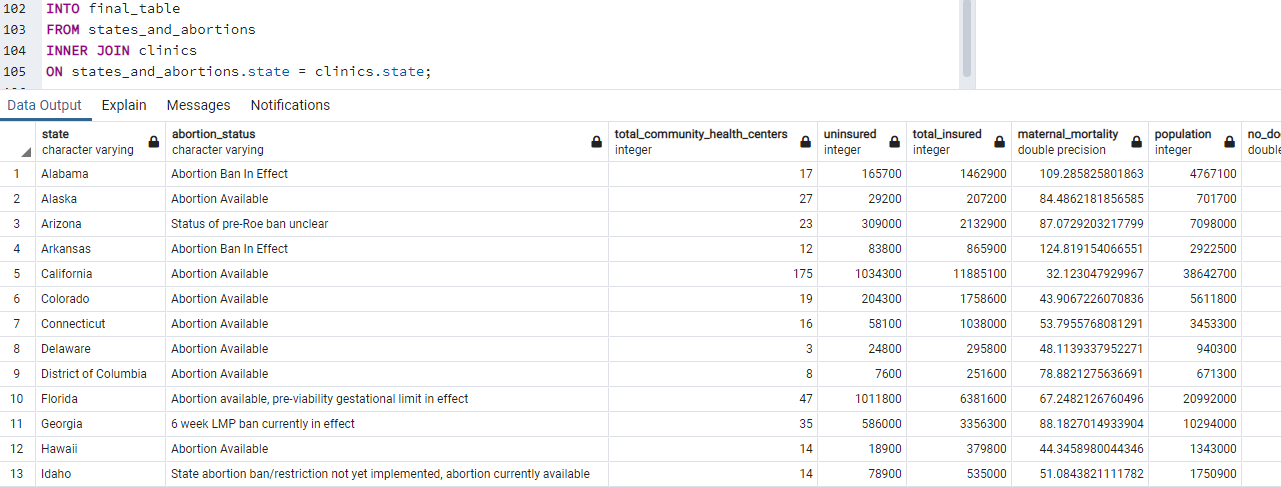 102 INTO final_table
103 FROM states_and_abortions
104 INNER JOIN clinics
105 ON states_and_abortions.state = clinics.state;
Data Output Explain Messages Notifications
state abortion_status total_community_health_centers uninsured total_insured maternal_mortality population no_do
character varying character varying integer integer integer double precision integer double
1 Alabama Abortion Ban In Effect 17 165700 1462900 109.285825801863 4767100
2 Alaska Abortion Available 27 29200 207200 84.4862181856585 701700
3 Arizona Status of pre-Roe ban unclear 23 309000 2132900 87.0729203217799 7098000
4 Arkansas Abortion Ban In Effect 12 83800 865900 124.819154066551 2922500
5 California Abortion Available 175 1034300 11885100 32.123047929967 38642700
6 Colorado Abortion Available 19 204300 1758600 43.9067226070836 5611800
7 Connecticut Abortion Available 16 58100 1038000 53.7955768081291 3453300
8 Delaware Abortion Available 3 24800 295800 48.1139337952271 940300
9 District of Columbia Abortion Available 8 7600 251600 78.8821275636691 671300
10 Florida Abortion available, pre-viability gestational limit in effect 47 1011800 6381600 67.2482126760496 20992000
11 Georgia 6 week LMP ban currently in effect 35 586000 3356300 88.1827014933904 10294000
12 Hawaii Abortion Available 14 18900 379800 44.3458980044346 1343000
13 Idaho State abortion ban/restriction not yet implemented, abortion currently available 14 78900 535000 51.0843821111782 1750900